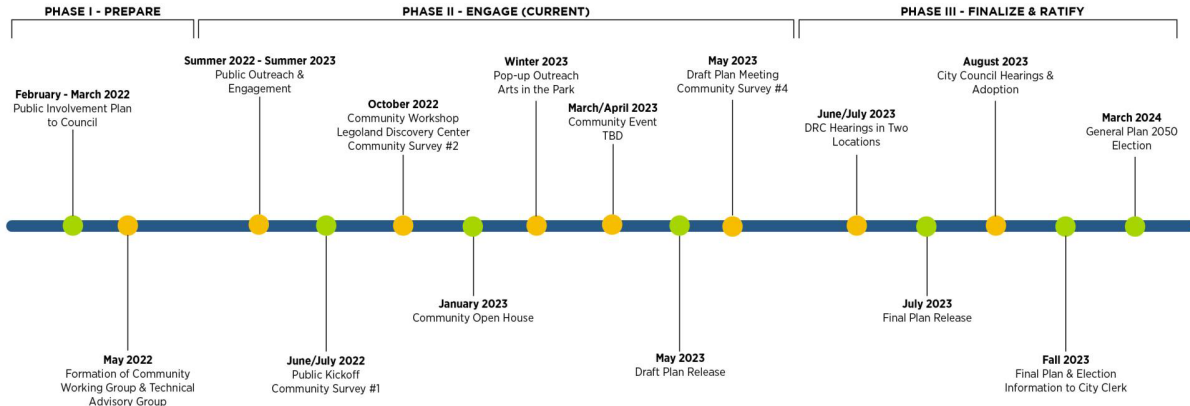 PHASE I - PREPARE
PHASE II - ENGAGE (CURRENT)
PHASE III - FINALIZE & RATIFY
February - March 2022
Public Involvement Plan
to Council
May 2022
Formation of Community
Working Group & Technical
Advisory Group
Summer 2022 - Summer 2023
Public Outreach &
Engagement
June/July 2022
Public Kickoff
Community Survey #1
October 2022
Community Workshop
Legoland Discovery Center
Community Survey #2
January 2023
Community Open House
Winter 2023
Pop-up Outreach
Arts in the Park
March/April 2023
Community Event
TBD
May 2023
Draft Plan Release
May 2023
Draft Plan Meeting
Community Survey #4
June/July 2023
DRC Hearings in Two
Locations
July 2023
Final Plan Release
August 2023
City Council Hearings &
Adoption
Fall 2023
Final Plan & Election
Information to City Clerk
March 2024
General Plan 2050
Election